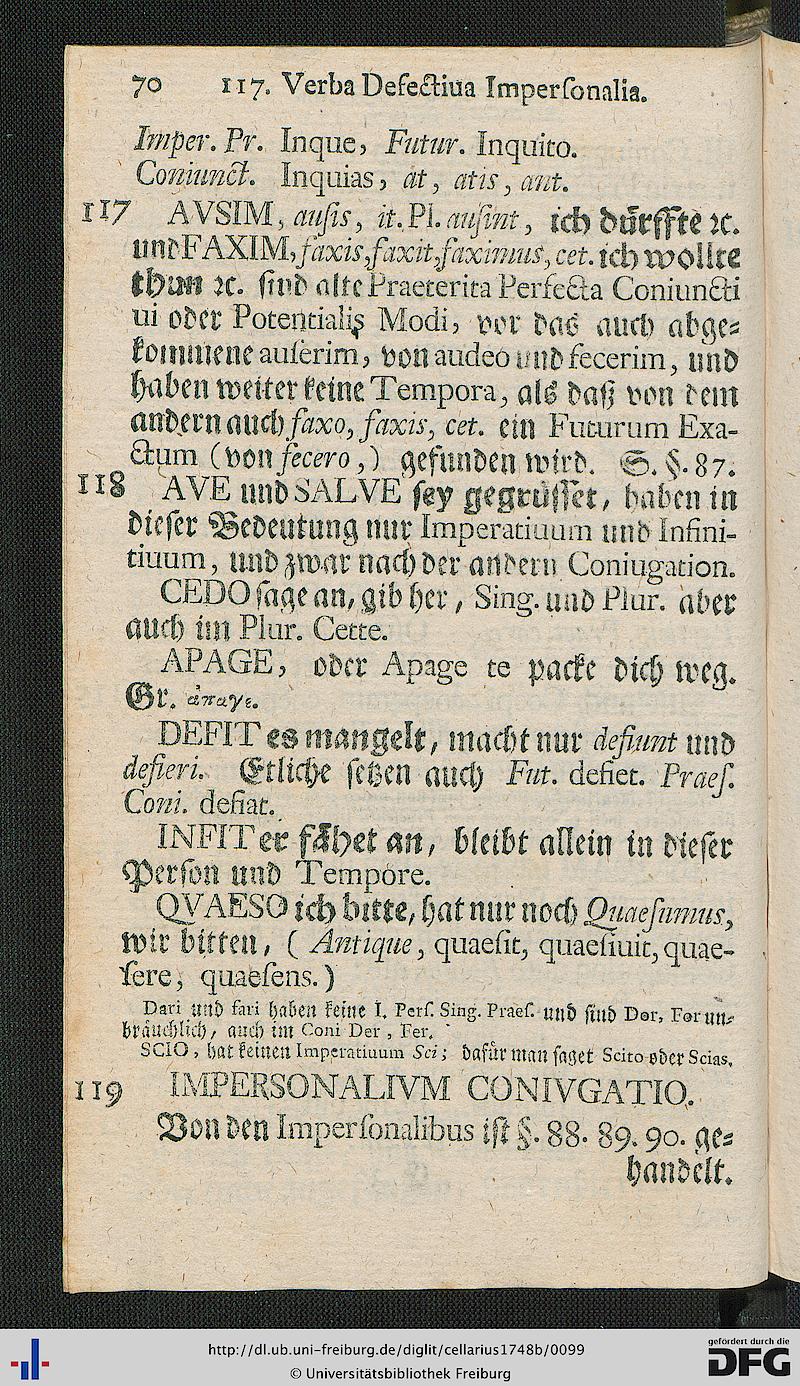 70 117. Verba Defectiua Imperſonalia.
Imper. Pr. Inque, Futur. Inquito.
Coniunct. Inquias, at, atis, ant.
117 AVSIM, auſis, it. Pl. auſint, ich dürffte ꝛc.
und FAXIM, faxis, faxit, faximus, cet. ich wollte
thun ꝛc. ſind alte Praeterita Perfecta Coniuncti
ui oder Potentialis Modi, vor das auch abge⸗
kommene auſerim, von audeo und fecerim, und
haben weiter keine Tempora, als daß von dem
andern auch faxo, faxis, cet. ein Futurum Exa-
ctum (von fecero,) gefunden wird. S. §. 87.
118 AVE und SALVE ſey gegrüſſet, haben in
dieſer Bedeutung nur Imperatiuum und Infini-
tiuum, und zwar nach der andern Coniugation.
CEDO ſage an, gib her, Sing. und Plur. aber
auch im Plur. Cette.
APAGE, oder Apage te packe dich weg.
Gr. ἄπαγε.
DEFIT es mangelt, macht nur defiunt und
defieri. Etliche ſetzen auch Fut. defiet. Praeſ.
Coni. defiat.
INFIT er fähet an, bleibt allein in dieſer
Perſon und Tempore.
QVAESO ich bitte, hat nur noch Quaeſumus,
wir bitten, (Antique, quaeſit, quaeſiuit, quae-
ſere, quaeſens.)
Dari und fari haben keine I. Perſ. Sing. Praeſ. und ſind Dor, For un⸗
bräuchlich, auch im Coni Der, Fer.
SCIO, hat keinen Imperatiuum Sci; dafür man ſaget Scito oder Scias.
119 IMPERSONALIVM CONIVGATIO.
Von den Imperſonalibus iſt §. 88. 89. 90. ge⸗
handelt.
http://dl.ub.uni-freiburg.de/diglit/cellarius1748b/0099
© Universitätsbibliothek Freiburg
gefördert durch die
DFG